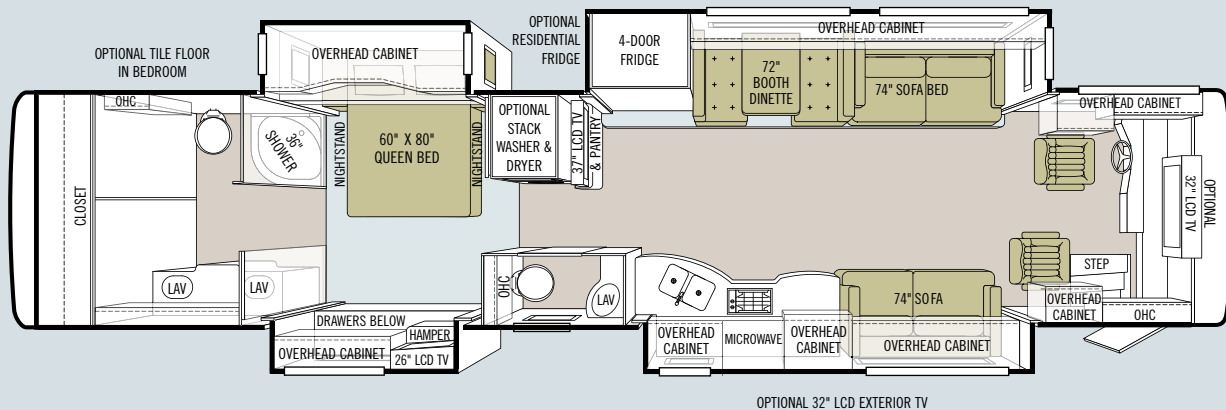 OPTIONAL TILE FLOOR
IN BEDROOM
OVERHEAD CABINET
OPTIONAL
RESIDENTIAL
FRIDGE
4-DOOR
FRIDGE
OVERHEAD CABINET
72"
BOOTH
DINETTE
74" SOFA BED
OVERHEAD CABINET
OHC
36"
SHOWER
NIGHTSTAND
60" X 80"
QUEEN BED
NIGHTSTAND
OPTIONAL
STACK
WASHER &
DRYER
37" LCD TV
& PANTRY
CLOSET
OPTIONAL
32" LCD TV
LAV
LAV
OHC
LAV
74" SOFA
STEP
DRAWERS BELOW
HAMPER
OVERHEAD CABINET
26" LCD TV
OVERHEAD
CABINET
MICROWAVE
OVERHEAD
CABINET
OVERHEAD CABINET
OVERHEAD
CABINET
OHC
OPTIONAL 32" LCD EXTERIOR TV